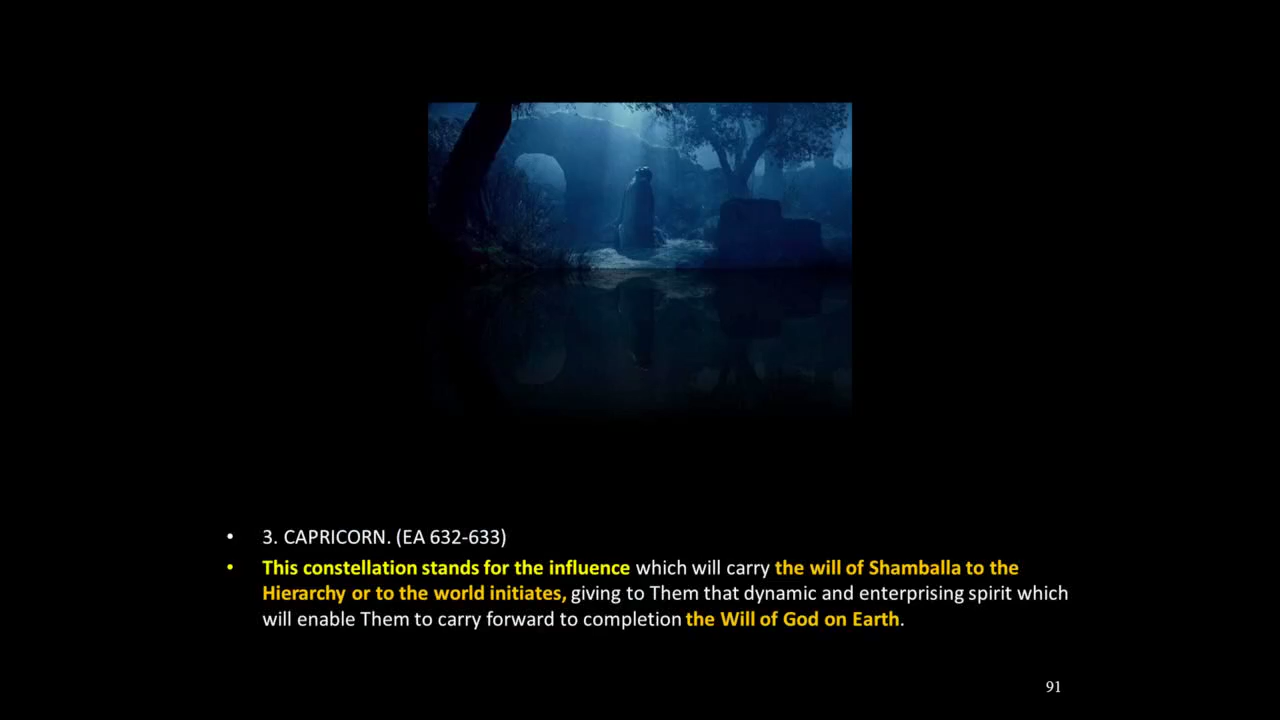 • 3. CAPRICORN. (EA 632-633)
• This constellation stands for the influence which will carry the will of Shamballa to the
Hierarchy or to the world initiates, giving to Them that dynamic and enterprising spirit which
will enable Them to carry forward to completion the Will of God on Earth.
91